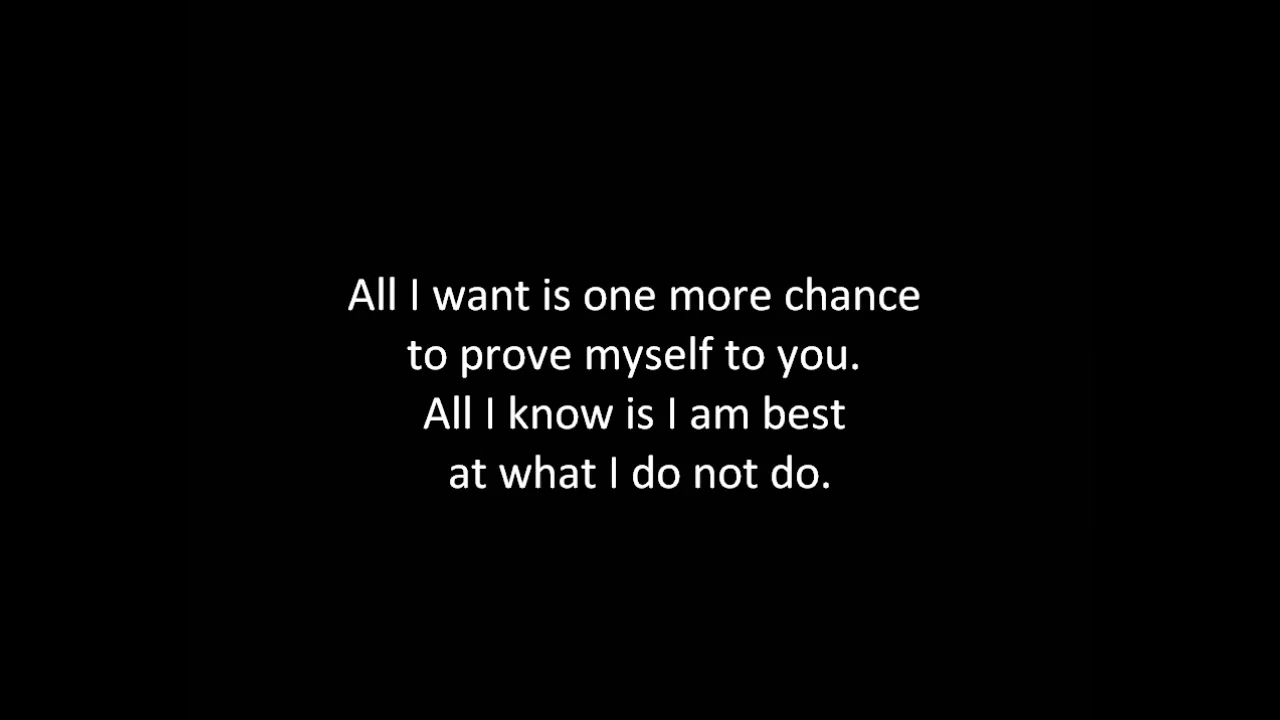 All I want is one more chance
to prove myself to you.
All I know is I am best
at what I do not do.